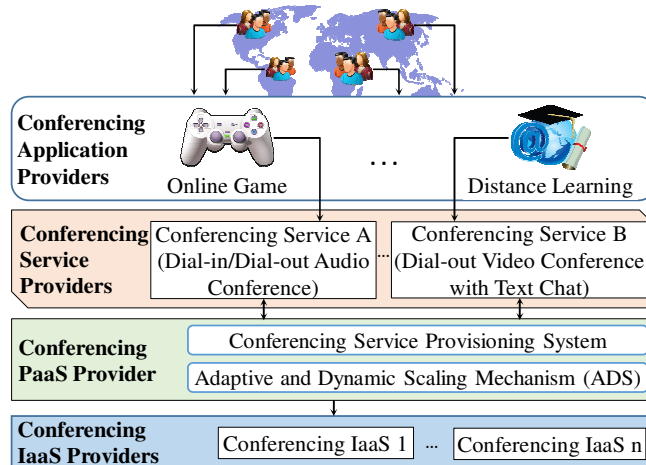 Conferencing
Application
Providers
Online Game
...
Distance Learning
Conferencing
Service
Providers
Conferencing Service A
(Dial-in/Dial-out Audio
Conference)
...
Conferencing Service B
(Dial-out Video Conference
with Text Chat)
Conferencing
PaaS Provider
Conferencing Service Provisioning System
Adaptive and Dynamic Scaling Mechanism (ADS)
Conferencing
IaaS Providers
Conferencing IaaS 1
...
Conferencing IaaS n